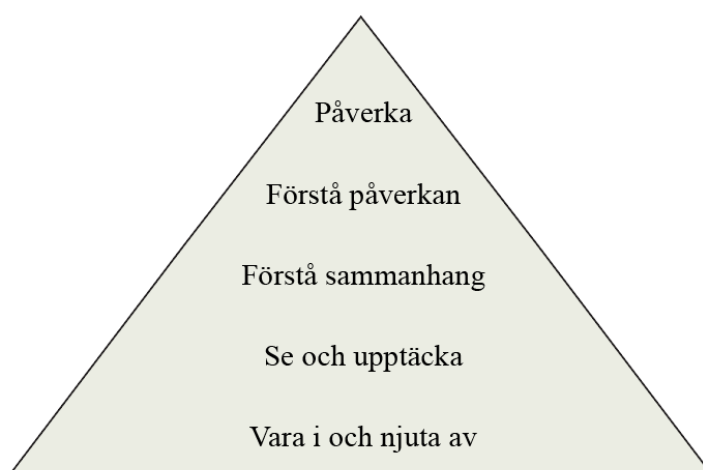 Påverka
Förstå påverkan
Förstå sammanhang
Se och upptäcka
Vara i och njuta av